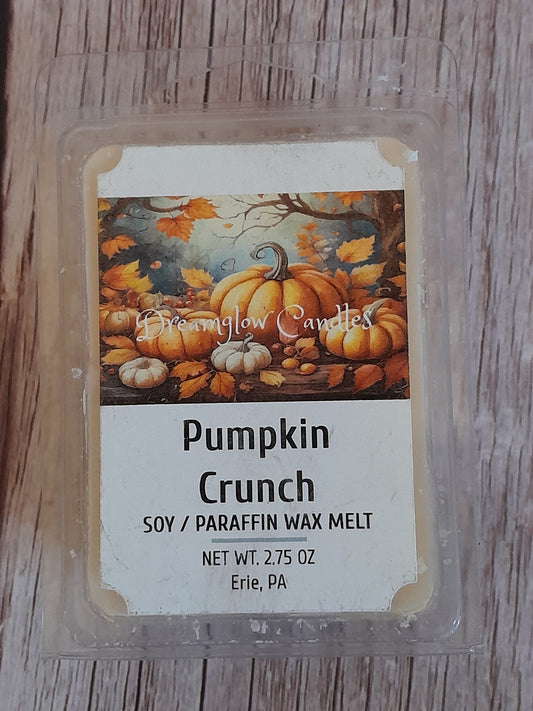 Dreamglow Candles
Pumpkin
Crunch
SOY / PARAFFIN WAX MELT
NET WT. 2.75 OZ
Erie, PA